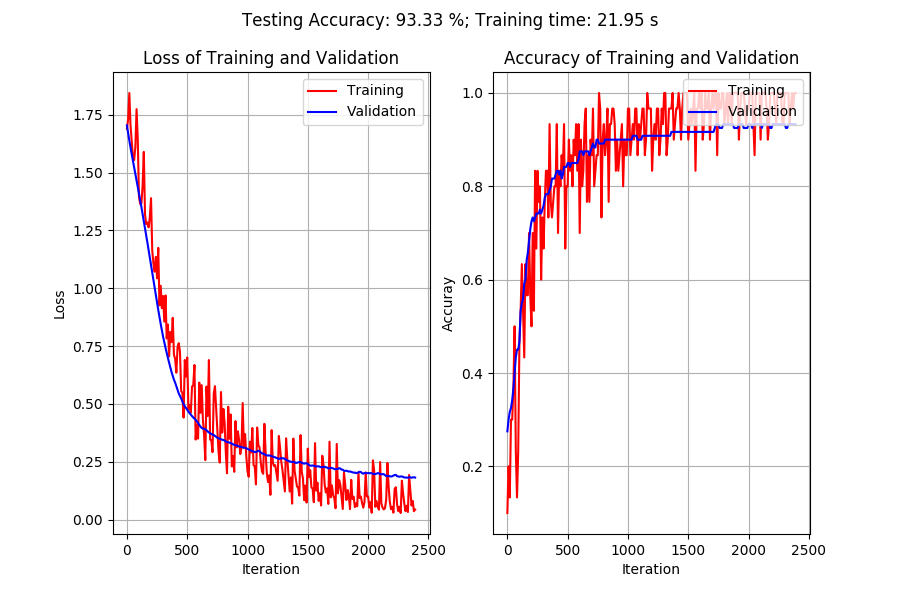 Testing Accuracy: 93.33 %; Training time: 21.95 s
Loss of Training and Validation
Training
Validation
1.75
1.50
1.25
1.00
0.75
0.50
0.25
0.00
Loss
0 500 1000 1500 2000 2500
Iteration
Accuracy of Training and Validation
Training
Validation
1.0
0.8
0.6
0.4
0.2
Accuray
0 500 1000 1500 2000 2500
Iteration